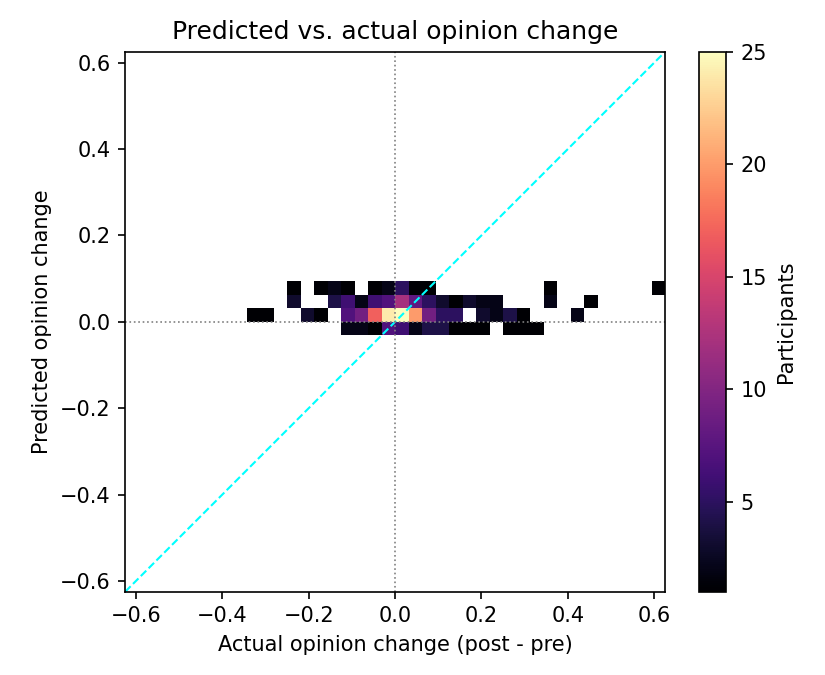 Predicted vs. actual opinion change
0.6
0.4
0.2
0.0
−0.2
−0.4
−0.6
Predicted opinion change
−0.6 −0.4 −0.2 0.0 0.2 0.4 0.6
Actual opinion change (post - pre)
25
20
15
10
5
Participants